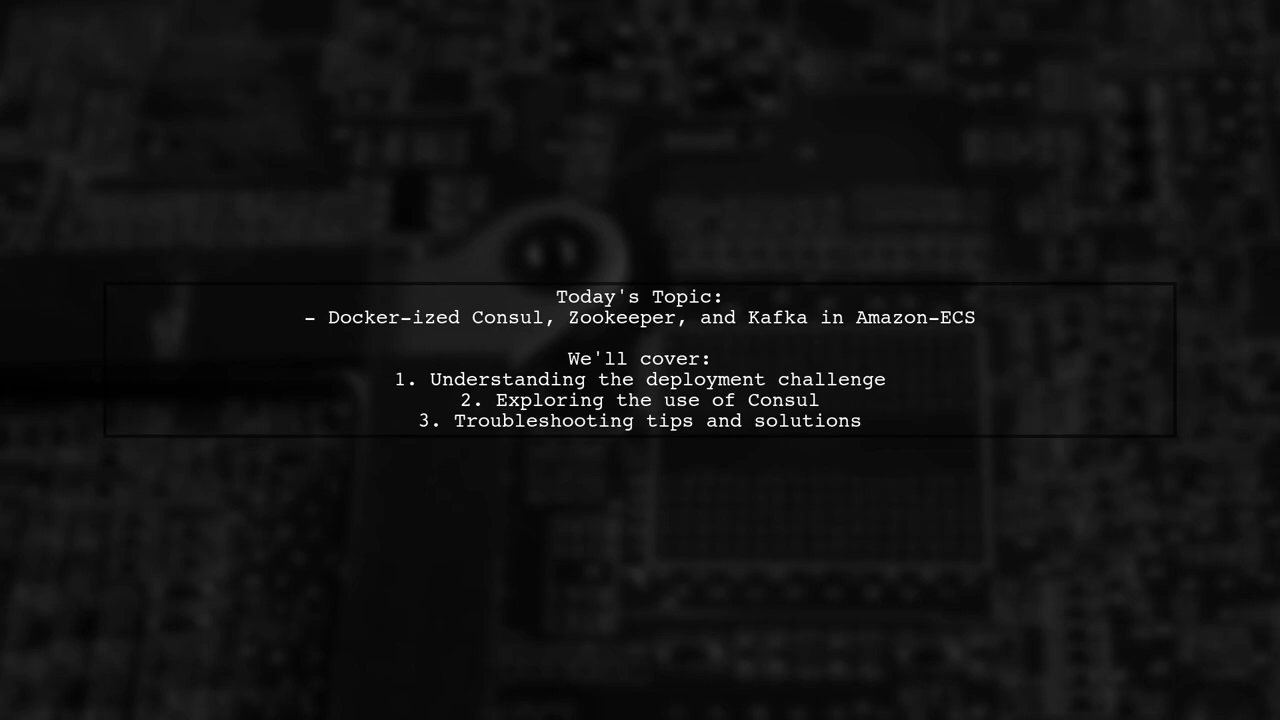 Today's Topic:
- Docker-ized Consul, Zookeeper, and Kafka in Amazon-ECS
We'll cover:
1. Understanding the deployment challenge
2. Exploring the use of Consul
3. Troubleshooting tips and solutions